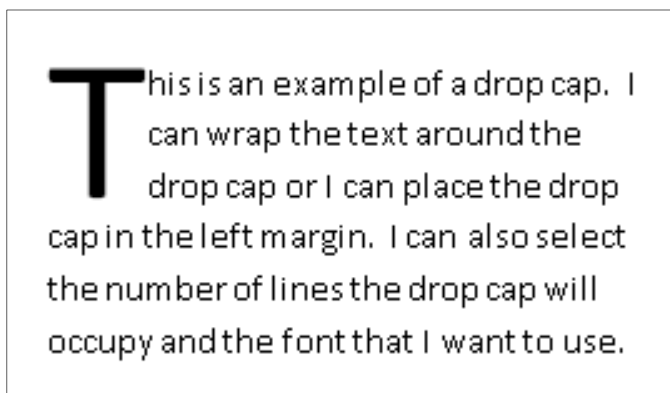 This is an example of a drop cap.  I
can wrap the text around the
drop cap or I can place the drop
cap in the left margin.  I can also select
the number of lines the drop cap will
occupy and the font that I want to use.